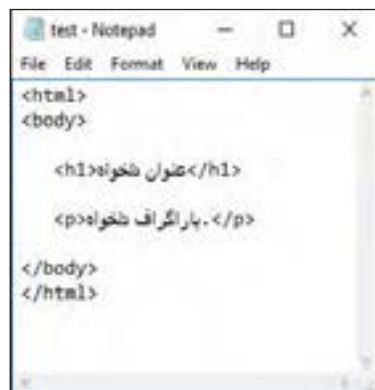 test - Notepad
File Edit Format View Help
<html>
<body>
<h1>عنوان دلخواه</h1>
<p>پاراگراف دلخواه.</p>
</body>
</html>